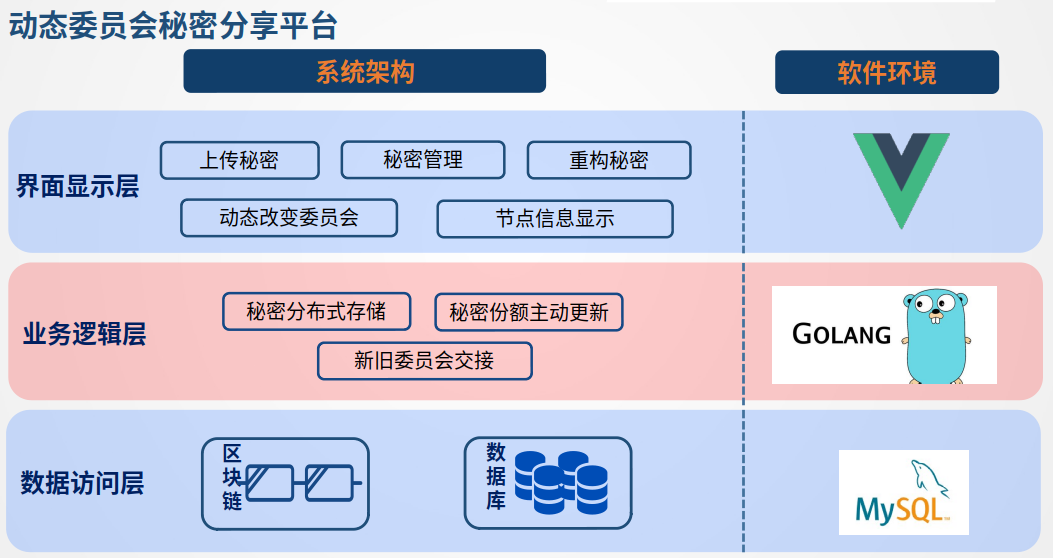 动态委员会秘密分享平台
系统架构
软件环境
界面显示层
上传秘密
秘密管理
重构秘密
动态改变委员会
节点信息显示
业务逻辑层
秘密分布式存储
秘密份额主动更新
新旧委员会交接
GOLANG
数据访问层
区块链
数据库
MySQL™